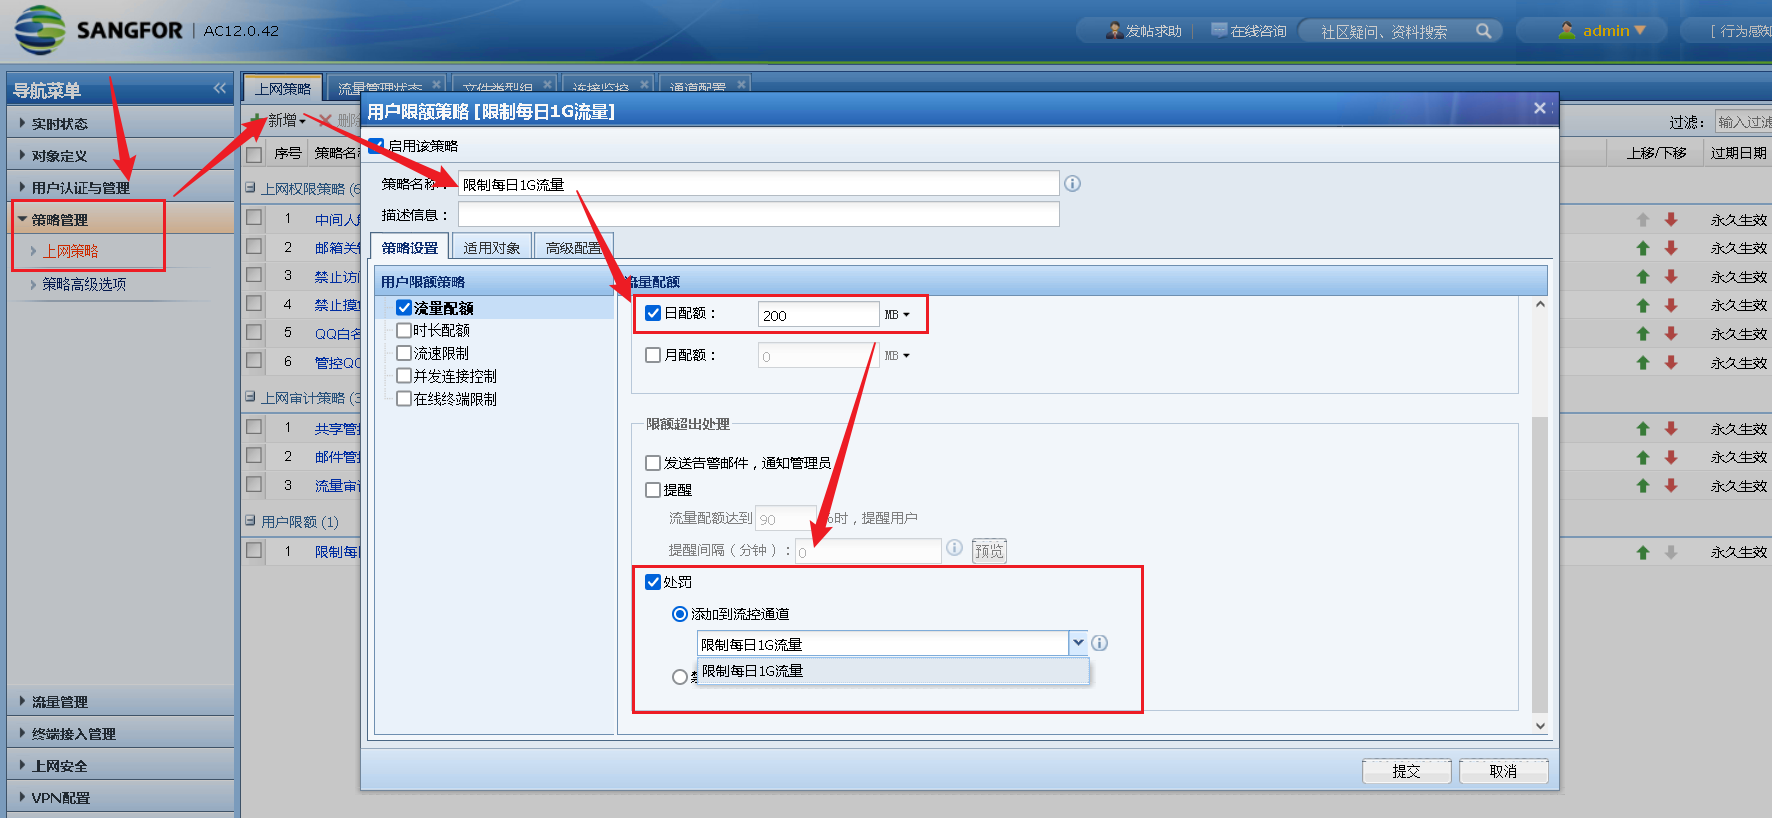 SANGFOR | AC12.0.42
发帖求助
在线咨询
社区疑问、资料搜索
admin
[ 行为感知
导航菜单
实时状态
对象定义
用户认证与管理
策略管理
上网策略
策略高级选项
流量管理
终端接入管理
上网安全
VPN配置
上网策略
流量管理状态
文件类型组
连接监控
通道配置
新增
删除
过滤：
输入过滤
序号
策略名称
上移/下移
过期日期
上网权限策略 (6
1 中间人
永久生效
2 邮箱关
永久生效
3 禁止访问
永久生效
4 禁止摸
永久生效
5 QQ白名
永久生效
6 管控QQ
永久生效
上网审计策略 (3
1 共享管控
永久生效
2 邮件管控
永久生效
3 流量审计
永久生效
用户限额 (1)
1 限制每日
永久生效
用户限额策略 [限制每日1G流量]
启用该策略
策略名称： 限制每日1G流量
描述信息：
策略设置
适用对象
高级配置
用户限额策略
流量配额
时长配额
流速限制
并发连接控制
在线终端限制
流量配额
日配额： 200 MB
月配额： 0 MB
限额超出处理
发送告警邮件，通知管理员
提醒
流量配额达到 90 %时，提醒用户
提醒间隔（分钟）： 0 预览
处罚
添加到流控通道
限制每日1G流量
限制每日1G流量
提交
取消